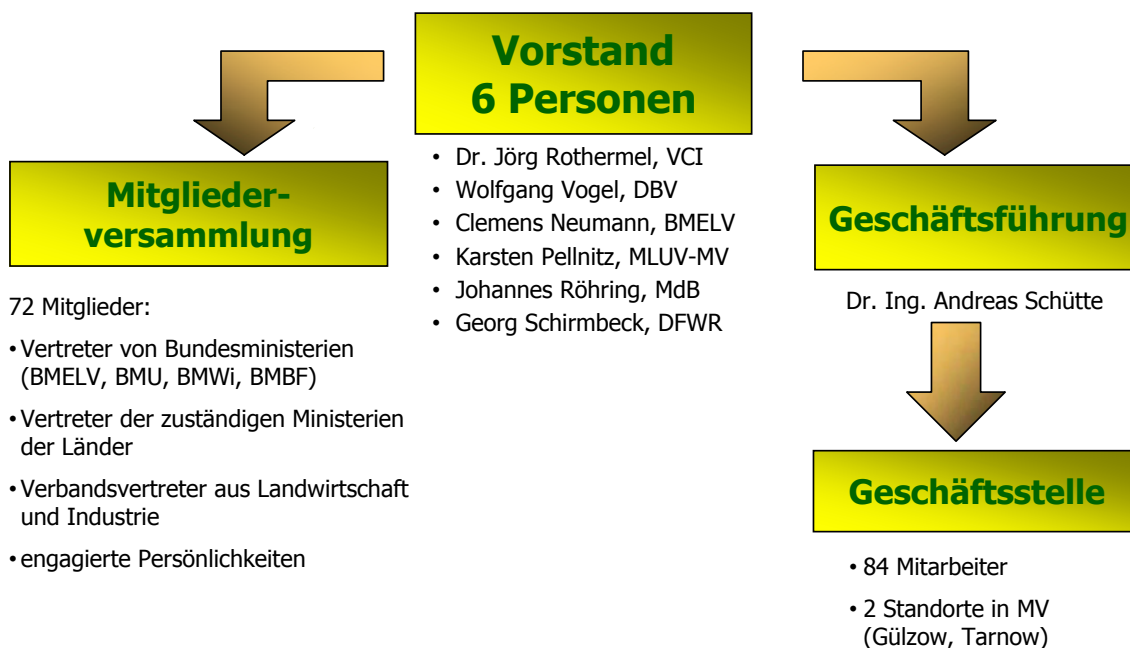 Vorstand
6 Personen
• Dr. Jörg Rothermel, VCI
• Wolfgang Vogel, DBV
• Clemens Neumann, BMELV
• Karsten Pellnitz, MLUV-MV
• Johannes Röhring, MdB
• Georg Schirmbeck, DFWR
Mitglieder-
versammlung
72 Mitglieder:
• Vertreter von Bundesministerien
(BMELV, BMU, BMWi, BMBF)
• Vertreter der zuständigen Ministerien
der Länder
• Verbandsvertreter aus Landwirtschaft
und Industrie
• engagierte Persönlichkeiten
Geschäftsführung
Dr. Ing. Andreas Schütte
Geschäftsstelle
• 84 Mitarbeiter
• 2 Standorte in MV
(Gülzow, Tarnow)